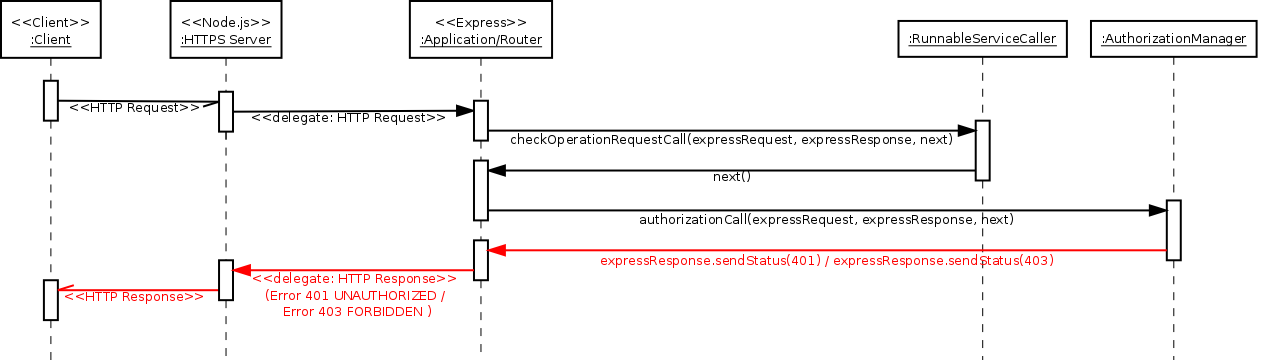 <<Client>>
:Client
<<Node.js>>
:HTTPS Server
<<Express>>
:Application/Router
:RunnableServiceCaller
:AuthorizationManager
<<HTTP Request>>
<<delegate: HTTP Request>>
checkOperationRequestCall(expressRequest, expressResponse, next)
next()
authorizationCall(expressRequest, expressResponse, next)
expressResponse.sendStatus(401) / expressResponse.sendStatus(403)
<<delegate: HTTP Response>>
(Error 401 UNAUTHORIZED /
Error 403 FORBIDDEN )
<<HTTP Response>>